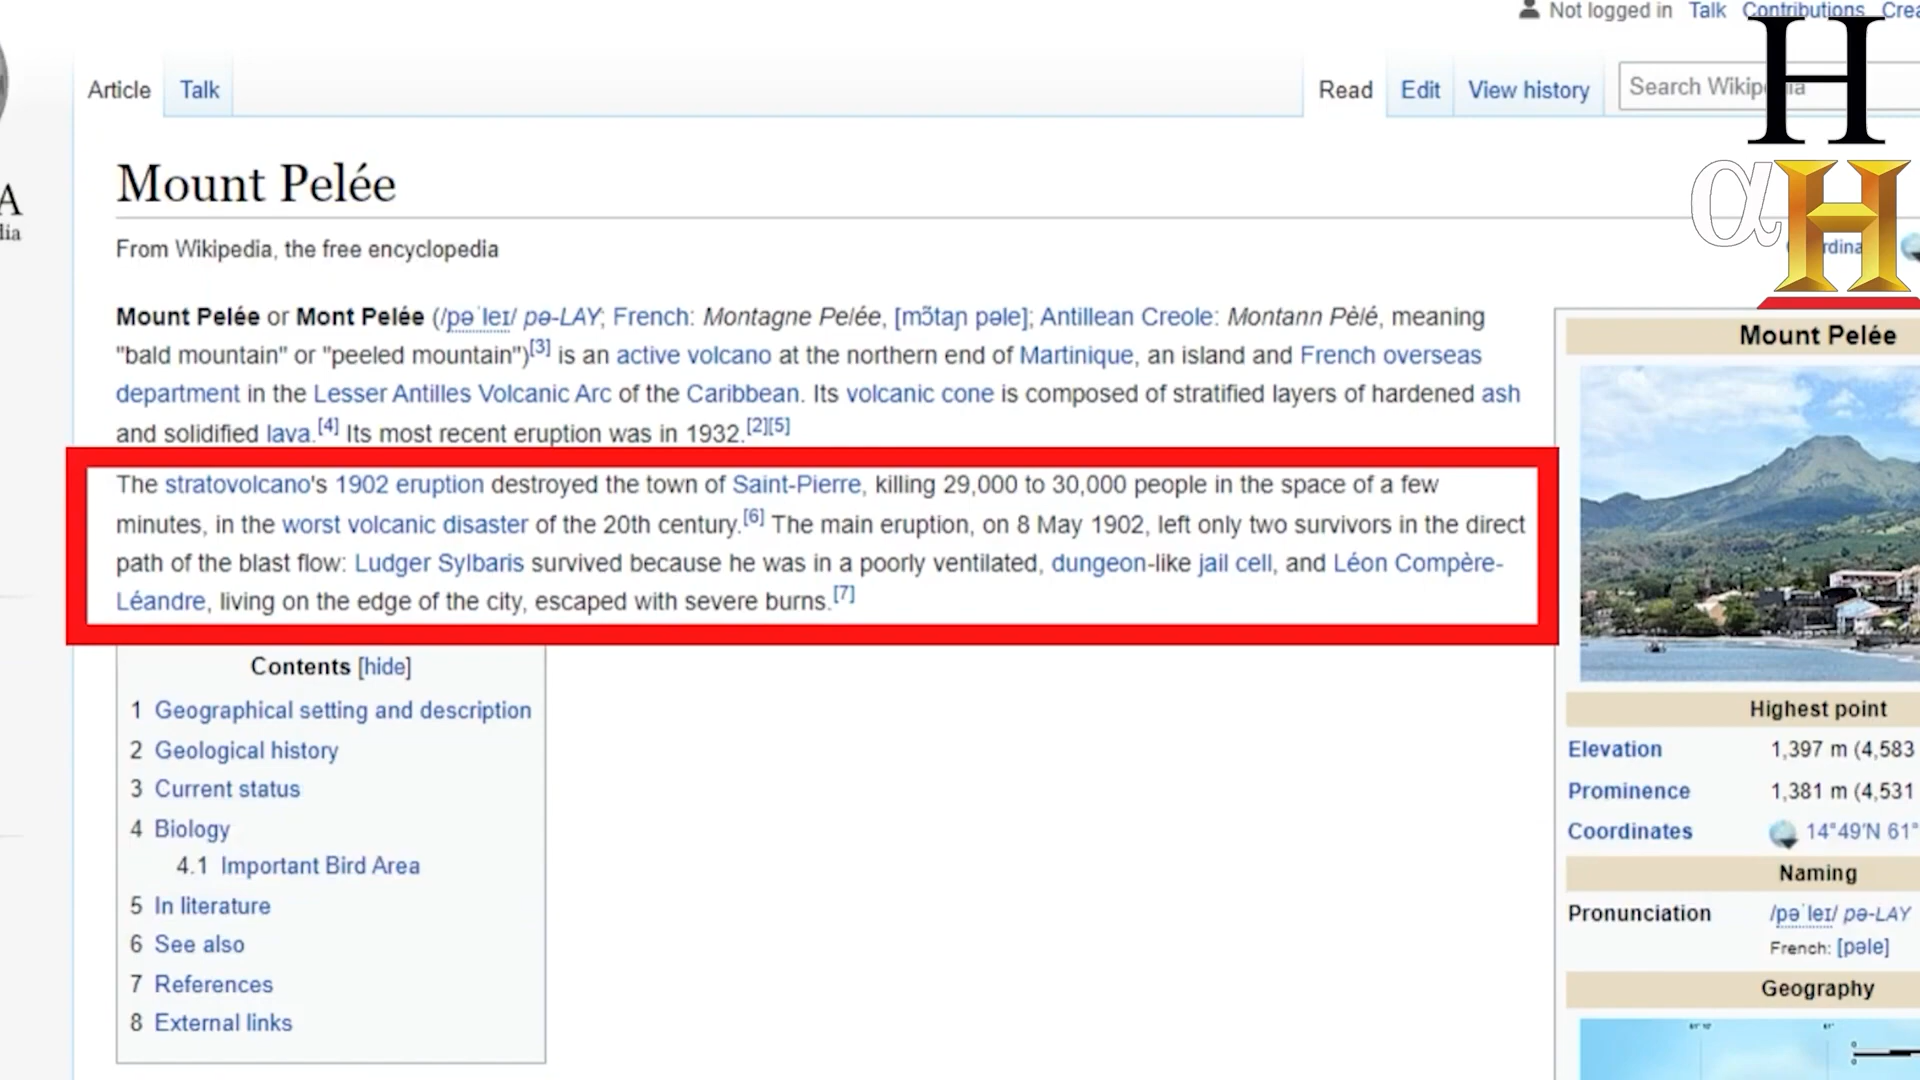 Not logged in Talk Contributions Crea
A
dia
Article Talk
Read Edit View history
H
α H
Mount Pelée
From Wikipedia, the free encyclopedia
Mount Pelée or Mont Pelée (/pəˈleɪ/ pə-LAY; French: Montagne Pelée, [mɔ̃taɲ pəle]; Antillean Creole: Montann Pèlé, meaning
"bald mountain" or "peeled mountain")[3] is an active volcano at the northern end of Martinique, an island and French overseas
department in the Lesser Antilles Volcanic Arc of the Caribbean. Its volcanic cone is composed of stratified layers of hardened ash
and solidified lava.[4] Its most recent eruption was in 1932.[2][5]
The stratovolcano's 1902 eruption destroyed the town of Saint-Pierre, killing 29,000 to 30,000 people in the space of a few
minutes, in the worst volcanic disaster of the 20th century.[6] The main eruption, on 8 May 1902, left only two survivors in the direct
path of the blast flow: Ludger Sylbaris survived because he was in a poorly ventilated, dungeon-like jail cell, and Léon Compère-
Léandre, living on the edge of the city, escaped with severe burns.[7]
Contents [hide]
1 Geographical setting and description
2 Geological history
3 Current status
4 Biology
4.1 Important Bird Area
5 In literature
6 See also
7 References
8 External links
Mount Pelée
Highest point
Elevation 1,397 m (4,583
Prominence 1,381 m (4,531
Coordinates 14°49′N 61°
Naming
Pronunciation /pəˈleɪ/ pə-LAY
French: [pəle]
Geography